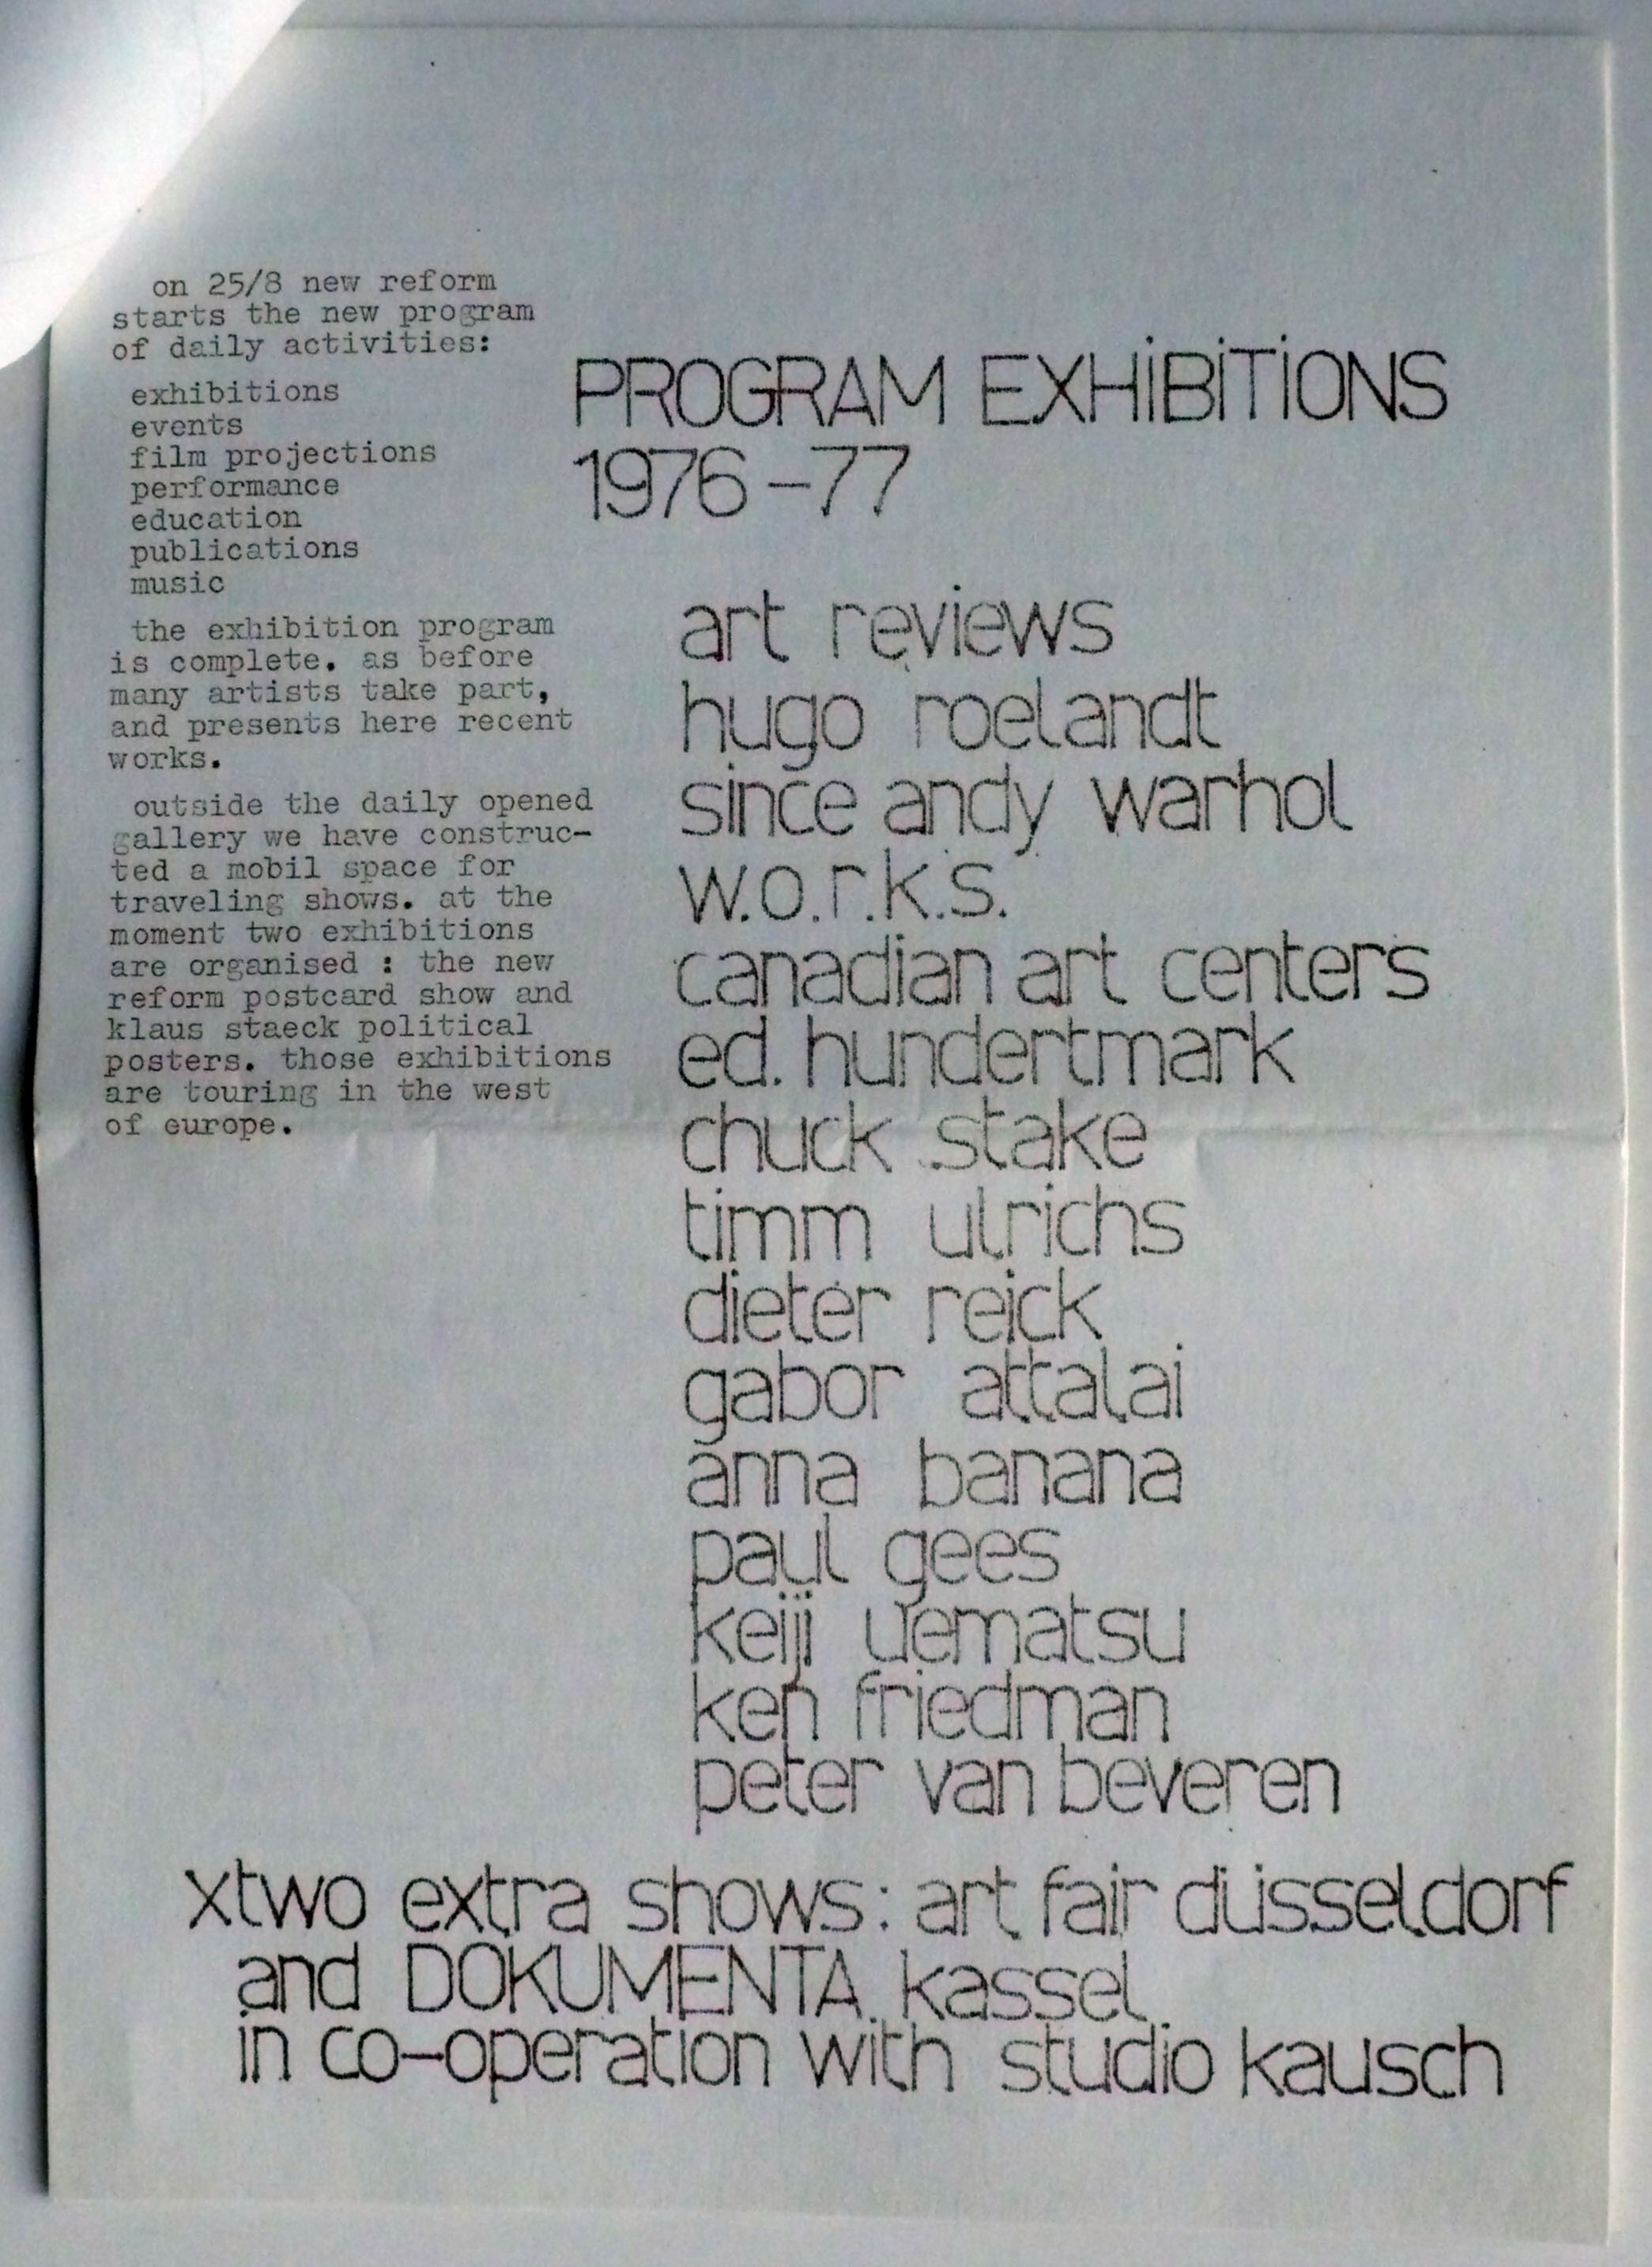 on 25/8 new reform
starts the new program
of daily activities:
exhibitions
events
film projections
performance
education
publications
music
the exhibition program
is complete. as before
many artists take part,
and presents here recent
works.
outside the daily opened
gallery we have construc-
ted a mobil space for
traveling shows. at the
moment two exhibitions
are organised : the new
reform postcard show and
klaus staeck political
posters. those exhibitions
are touring in the west
of europe.
PROGRAM EXHiBiTiONS
1976-77
art reviews
hugo roelandt
since andy warhol
w.o.r.k.s.
canadian art centers
ed. hundertmark
chuck stake
timm ulrichs
dieter reick
gabor attalai
anna banana
paul gees
keiji uematsu
ken friedman
peter van beveren
xtwo extra shows: art fair düsseldorf
and DOKUMENTA kassel
in co-operation with studio kausch